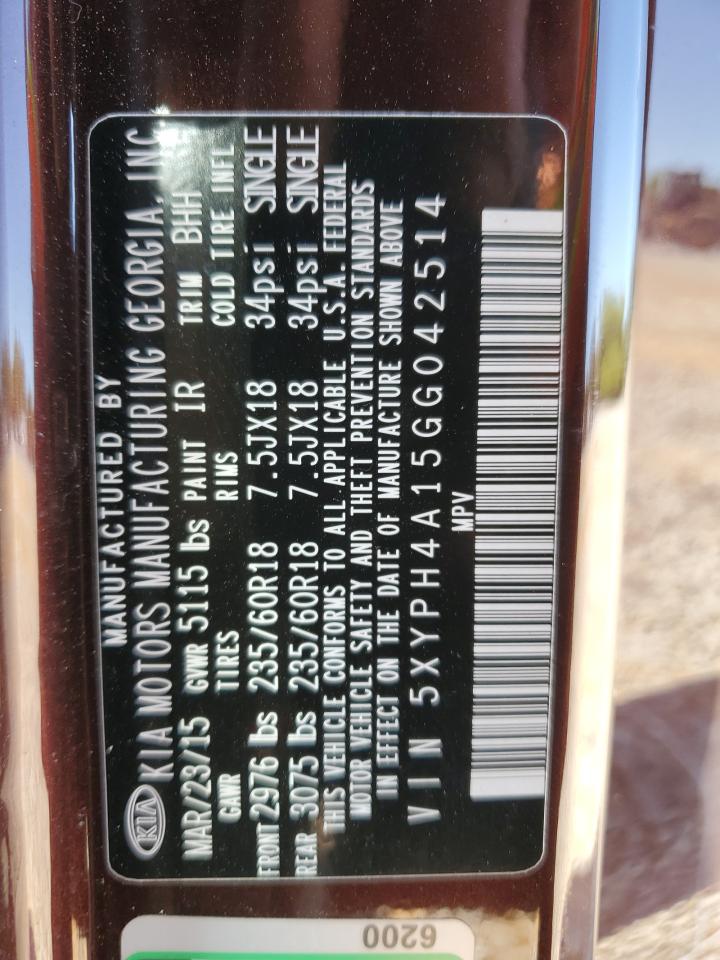 MANUFACTURED BY
KIA KIA MOTORS MANUFACTURING GEORGIA, INC.
MAR/23/15 GVWR 5115 lbs PAINT IR TRIM BHH
GAWR TIRES RIMS COLD TIRE INFL
FRONT 2976 lbs 235/60R18 7.5JX18 34psi SINGLE
REAR 3075 lbs 235/60R18 7.5JX18 34psi SINGLE
THIS VEHICLE CONFORMS TO ALL APPLICABLE U.S.A. FEDERAL
MOTOR VEHICLE SAFETY AND THEFT PREVENTION STANDARDS
IN EFFECT ON THE DATE OF MANUFACTURE SHOWN ABOVE
VIN 5XYPH4A15GG042514
MPV
6200